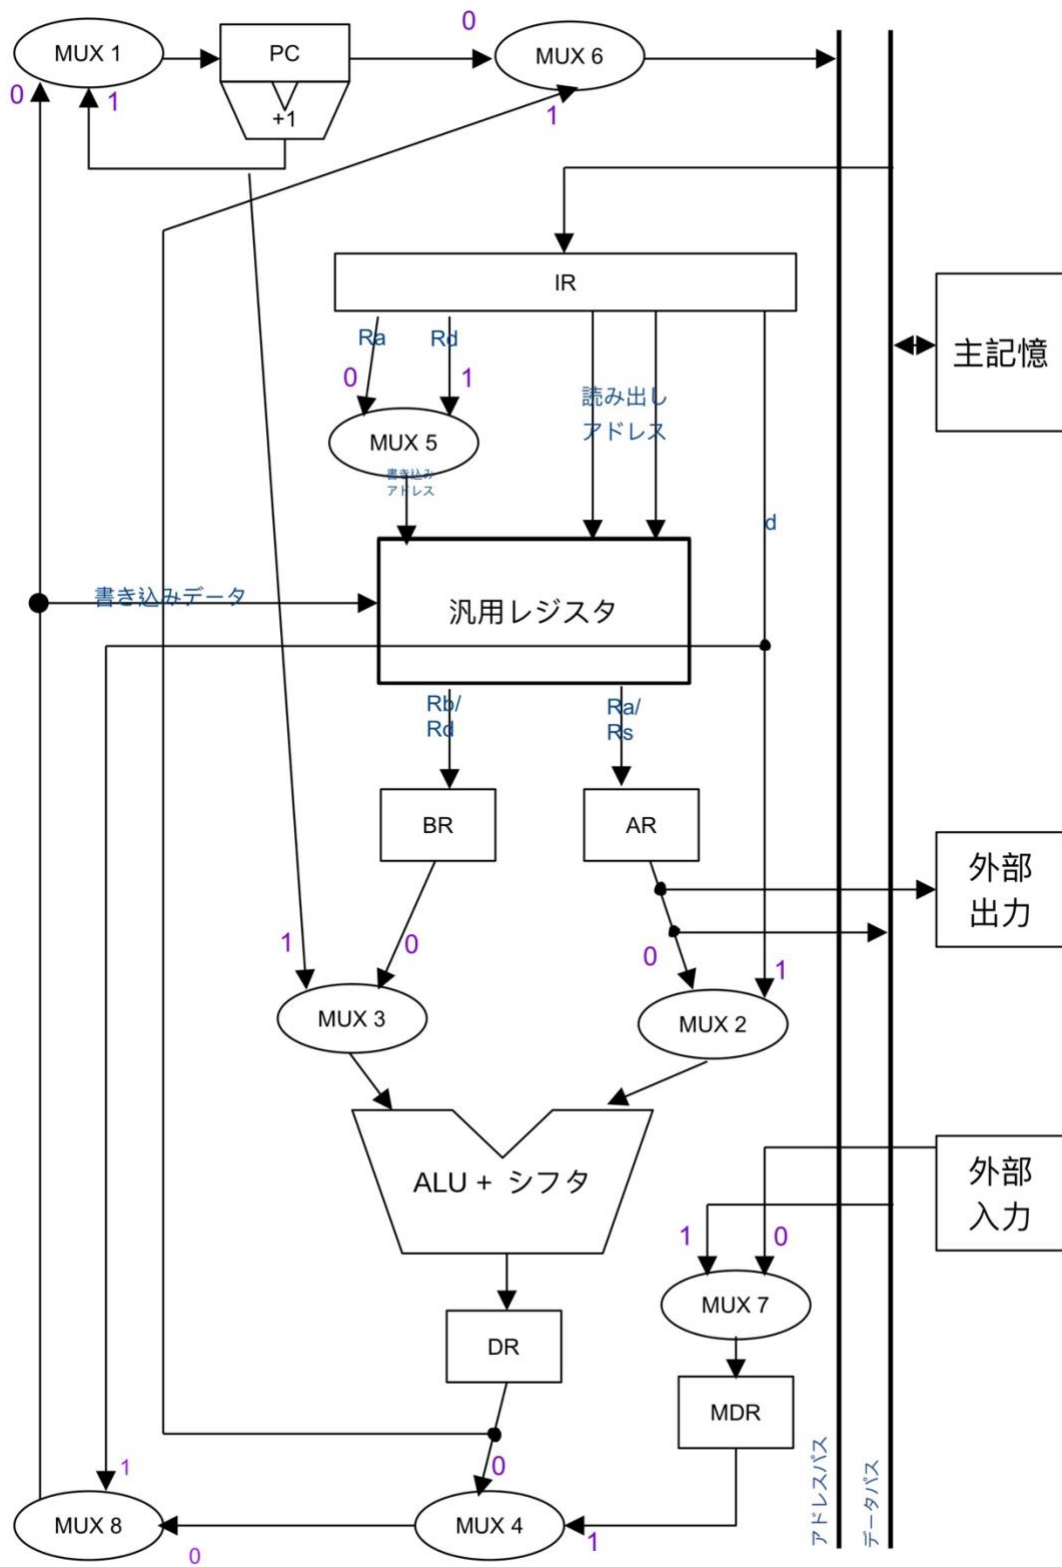 MUX 1
PC
0
MUX 6
0
1
+1
1
IR
Ra
Rd
0
1
読み出し
アドレス
主記憶
MUX 5
書き込み
アドレス
d
書き込みデータ
汎用レジスタ
Rb/
Rd
Ra/
Rs
BR
AR
外部
出力
1
0
0
1
MUX 3
MUX 2
ALU + シフタ
外部
入力
1
0
MUX 7
DR
MDR
アドレスパス
データパス
1
0
MUX 8
MUX 4
1
0